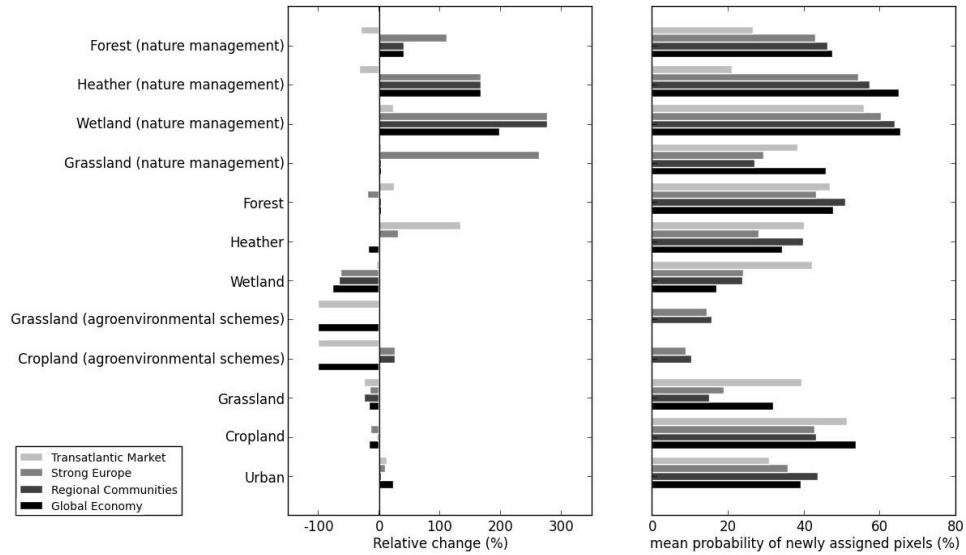 Forest (nature management)
Heather (nature management)
Wetland (nature management)
Grassland (nature management)
Forest
Heather
Wetland
Grassland (agroenvironmental schemes)
Cropland (agroenvironmental schemes)
Grassland
Cropland
Urban
Transatlantic Market
Strong Europe
Regional Communities
Global Economy
-100 0 100 200 300
Relative change (%)
0 20 40 60 80
mean probability of newly assigned pixels (%)